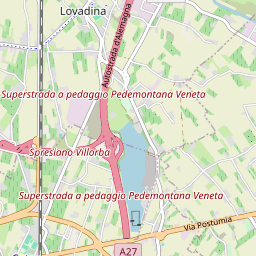 Lovadina
Autostrada d'Alemagna
Superstrada a pedaggio Pedemontana Veneta
Spresiano Villorba
Superstrada a pedaggio Pedemontana Veneta
Via Postumia
A27